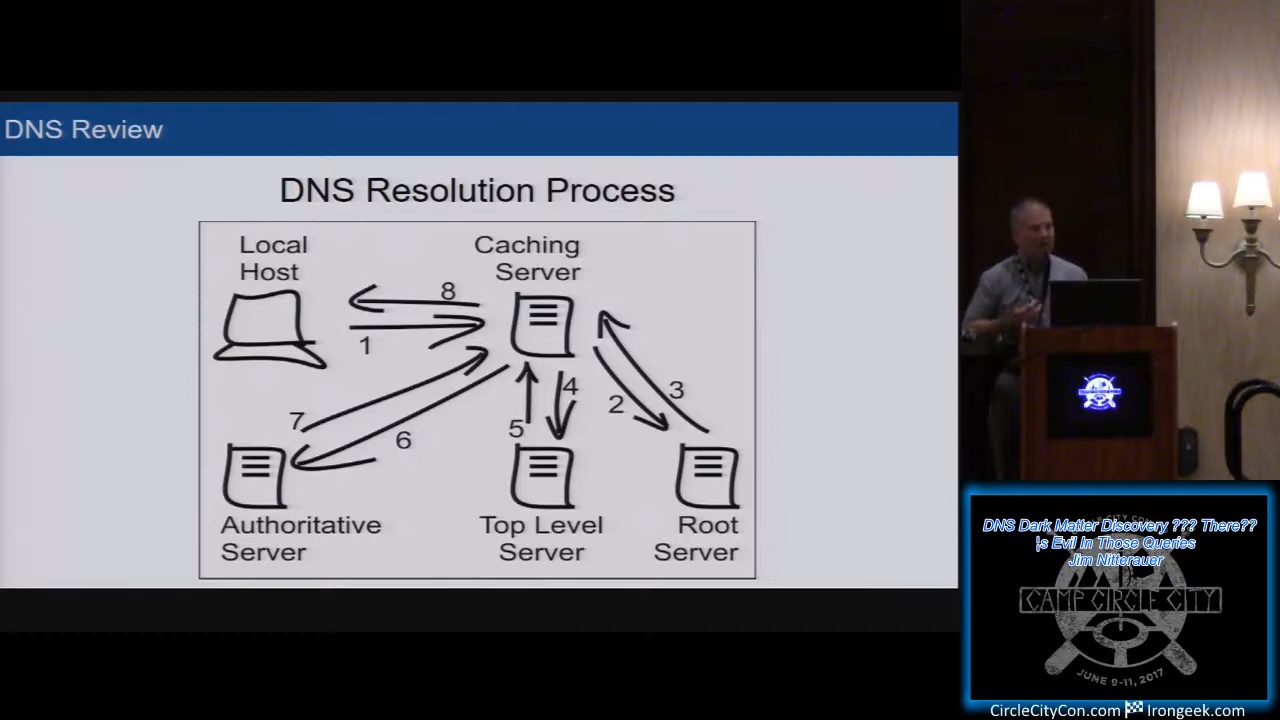 DNS Review
DNS Resolution Process
Local
Host
Caching
Server
8
1
7
6
5
4
2
3
Authoritative
Server
Top Level
Server
Root
Server
DNS Dark Matter Discovery ??? There??
s Evil In Those Queries
Jim Nitterauer
CAMP CIRCLE CITY
JUNE 9-11, 2017
CircleCityCon.com Irongeek.com